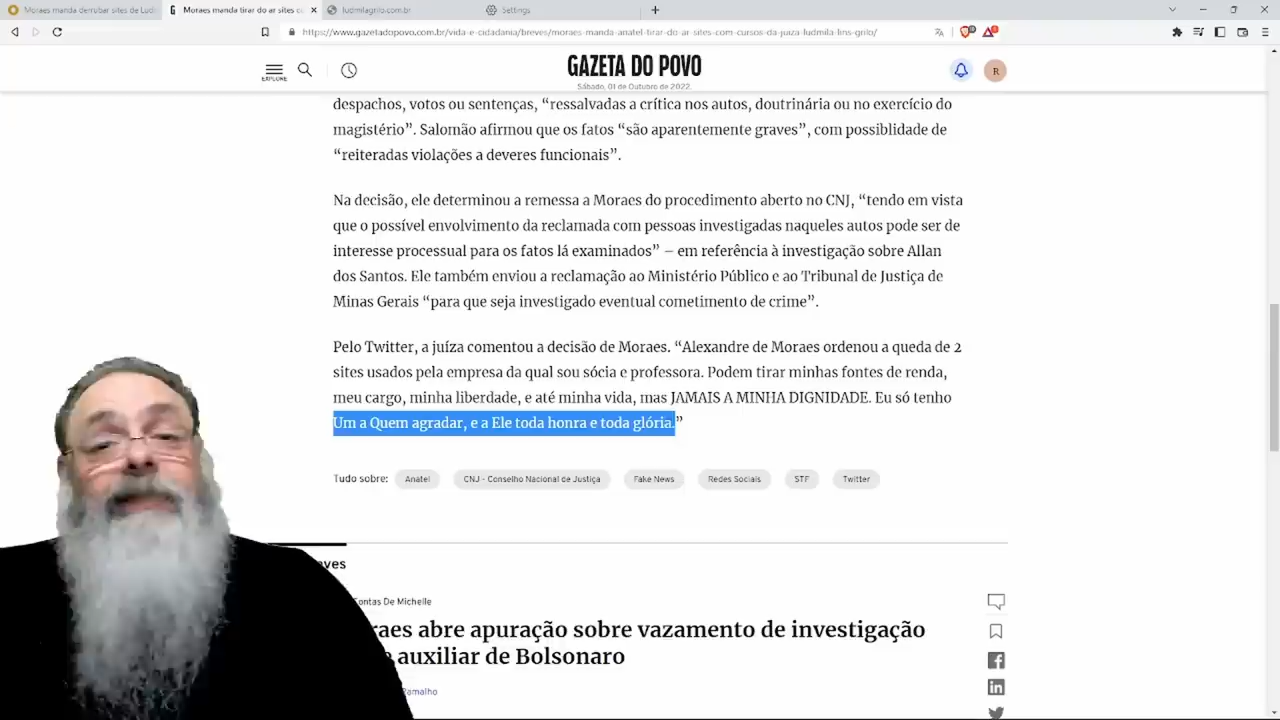 Moraes manda derrubar sites de Lud
Moraes manda tirar do ar sites c
ludmilagrilo.com.br
Settings
https://www.gazetadopovo.com.br/vida-e-cidadania/breves/moraes-manda-anatel-tirar-do-ar-sites-com-cursos-da-juiza-ludmila-lins-grilo/
EXPLORE
GAZETA DO POVO
Sábado, 01 de Outubro de 2022.
R
despachos, votos ou sentenças, “ressalvadas a crítica nos autos, doutrinária ou no exercício do
magistério”. Salomão afirmou que os fatos “são aparentemente graves”, com possiblidade de
“reiteradas violações a deveres funcionais”.
Na decisão, ele determinou a remessa a Moraes do procedimento aberto no CNJ, “tendo em vista
que o possível envolvimento da reclamada com pessoas investigadas naqueles autos pode ser de
interesse processual para os fatos lá examinados” – em referência à investigação sobre Allan
dos Santos. Ele também enviou a reclamação ao Ministério Público e ao Tribunal de Justiça de
Minas Gerais “para que seja investigado eventual cometimento de crime”.
Pelo Twitter, a juíza comentou a decisão de Moraes. “Alexandre de Moraes ordenou a queda de 2
sites usados pela empresa da qual sou sócia e professora. Podem tirar minhas fontes de renda,
meu cargo, minha liberdade, e até minha vida, mas JAMAIS A MINHA DIGNIDADE. Eu só tenho
Um a Quem agradar, e a Ele toda honra e toda glória.”
Tudo sobre: Anatel CNJ - Conselho Nacional de Justiça Fake News Redes Sociais STF Twitter
ves
Contas De Michelle
raes abre apuração sobre vazamento de investigação
auxiliar de Bolsonaro
Ramalho